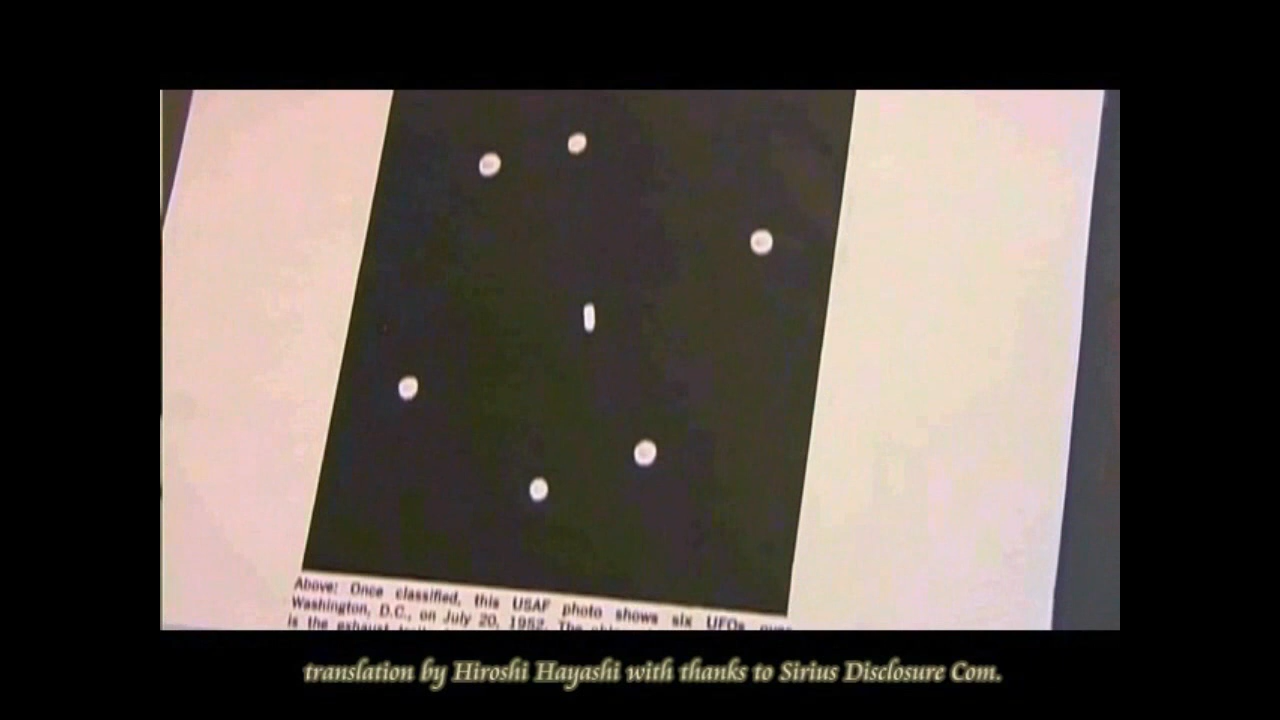 Above: Once classified, this USAF photo shows six UFOs over
Washington, D.C., on July 20, 1952. The
is the exhaust
translation by Hiroshi Hayashi with thanks to Sirius Disclosure Com.